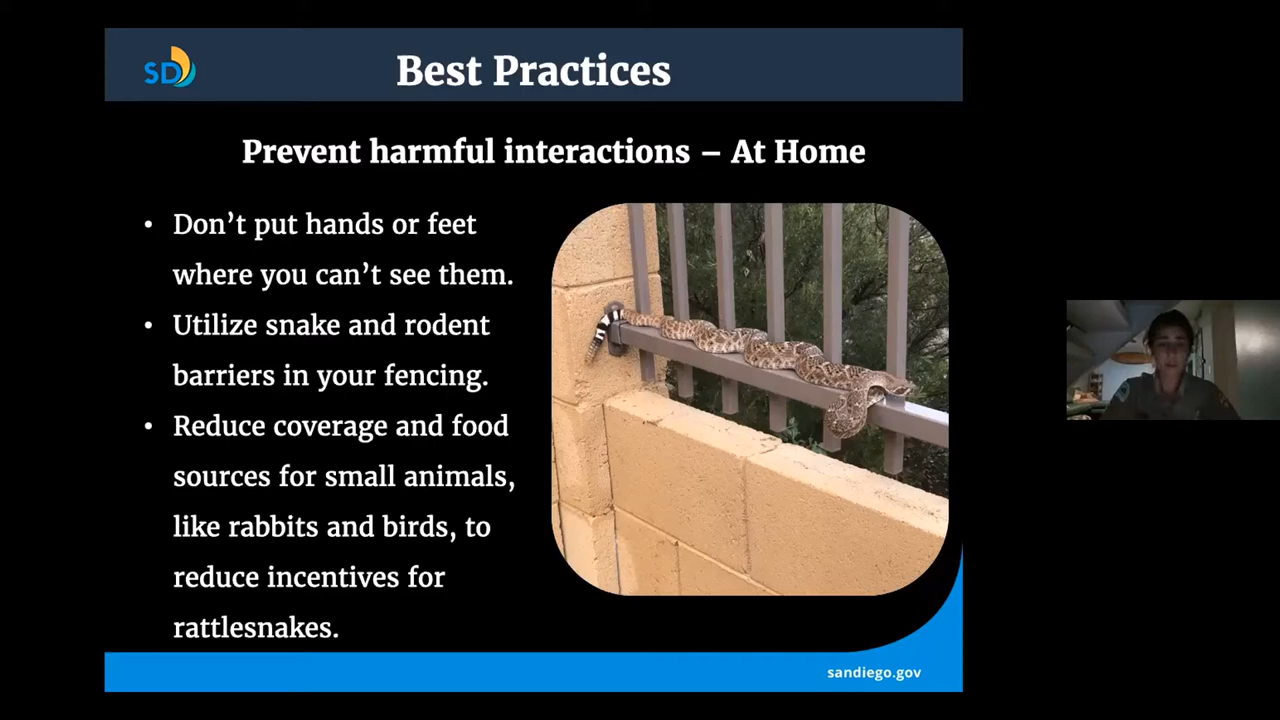 SD
Best Practices
Prevent harmful interactions – At Home
• Don’t put hands or feet
where you can’t see them.
• Utilize snake and rodent
barriers in your fencing.
• Reduce coverage and food
sources for small animals,
like rabbits and birds, to
reduce incentives for
rattlesnakes.
sandiego.gov